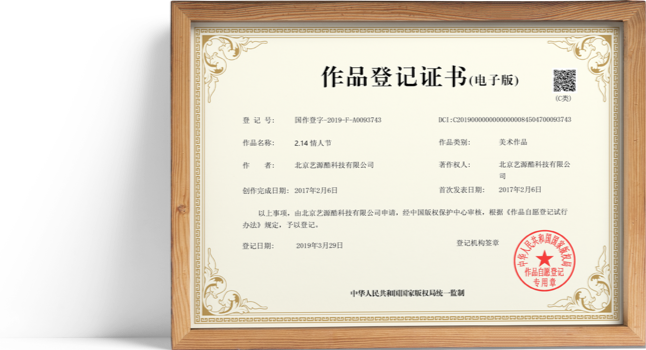 作品登记证书(电子版)
(C类)
登 记 号: 国作登字-2019-F-A0093743 DCI:C2019000000000000084504700093743
作品名称: 2.14 情人节 作品类别: 美术作品
作 者: 北京艺源酷科技有限公司 著作权人: 北京艺源酷科技有限公
司
创作完成日期: 2017年2月6日 首次发表日期: 2017年2月6日
以上事项, 由北京艺源酷科技有限公司申请, 经中国版权保护中心审核, 根据《作品自愿登记试行
办法》规定, 予以登记。
登记日期: 2019年3月29日 登记机构签章
中华人民共和国国家版权局
作品自愿登记
专用章
中华人民共和国国家版权局统一监制